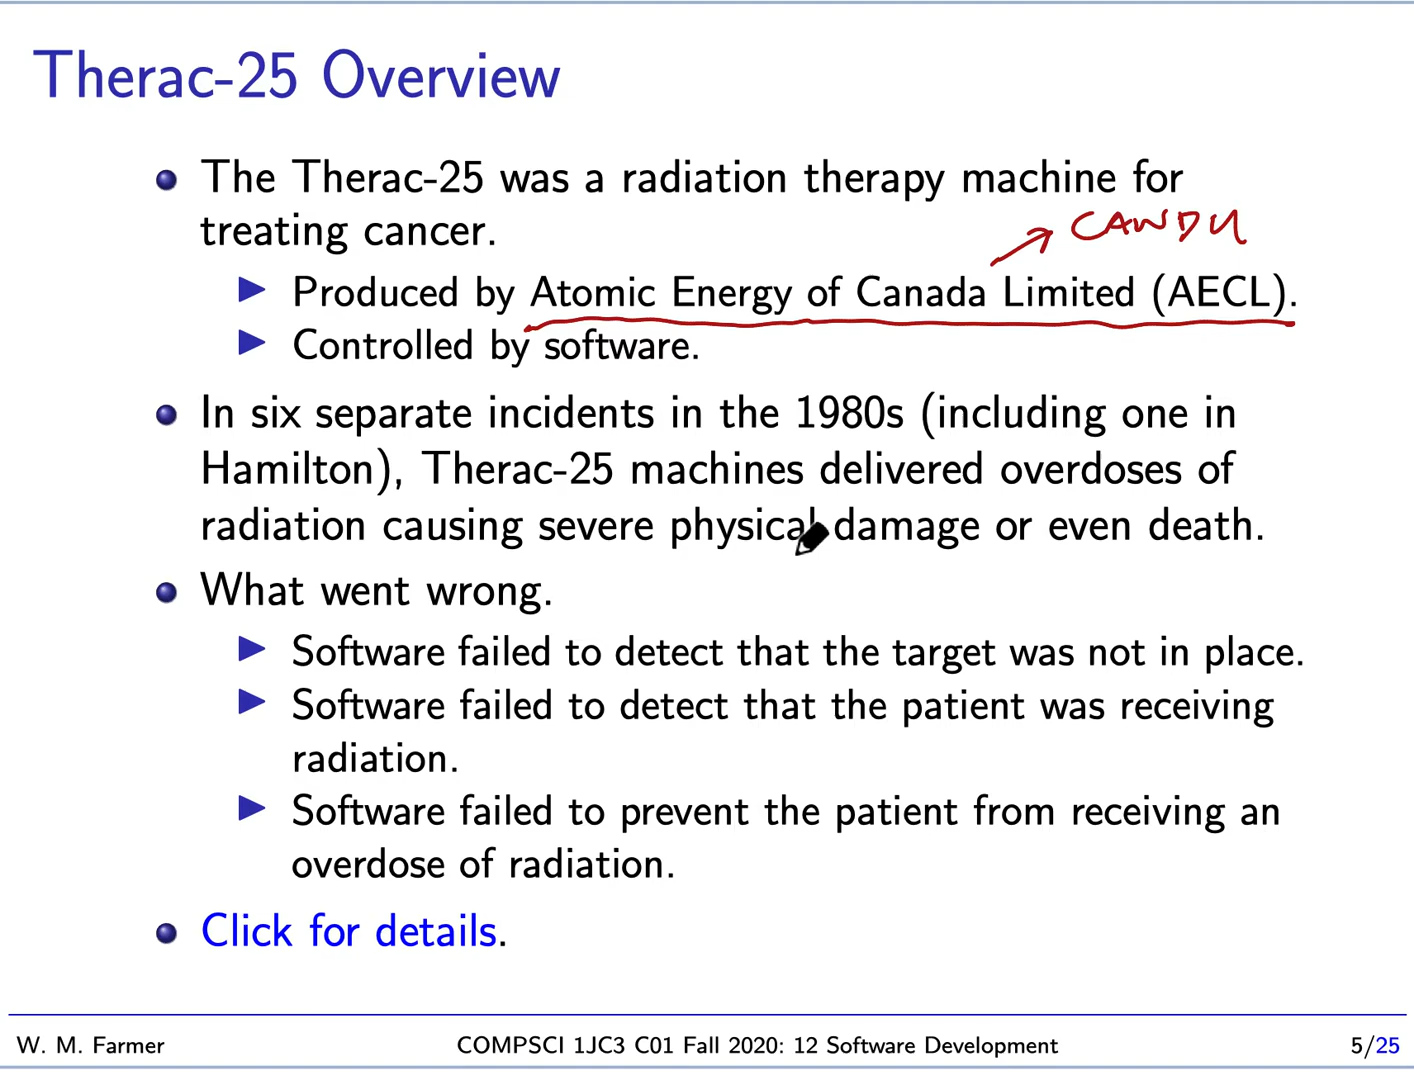 Therac-25 Overview
The Therac-25 was a radiation therapy machine for
treating cancer.
CANDU
Produced by Atomic Energy of Canada Limited (AECL).
Controlled by software.
In six separate incidents in the 1980s (including one in
Hamilton), Therac-25 machines delivered overdoses of
radiation causing severe physical damage or even death.
What went wrong.
Software failed to detect that the target was not in place.
Software failed to detect that the patient was receiving
radiation.
Software failed to prevent the patient from receiving an
overdose of radiation.
Click for details.
W. M. Farmer COMPSCI 1JC3 C01 Fall 2020: 12 Software Development 5/25